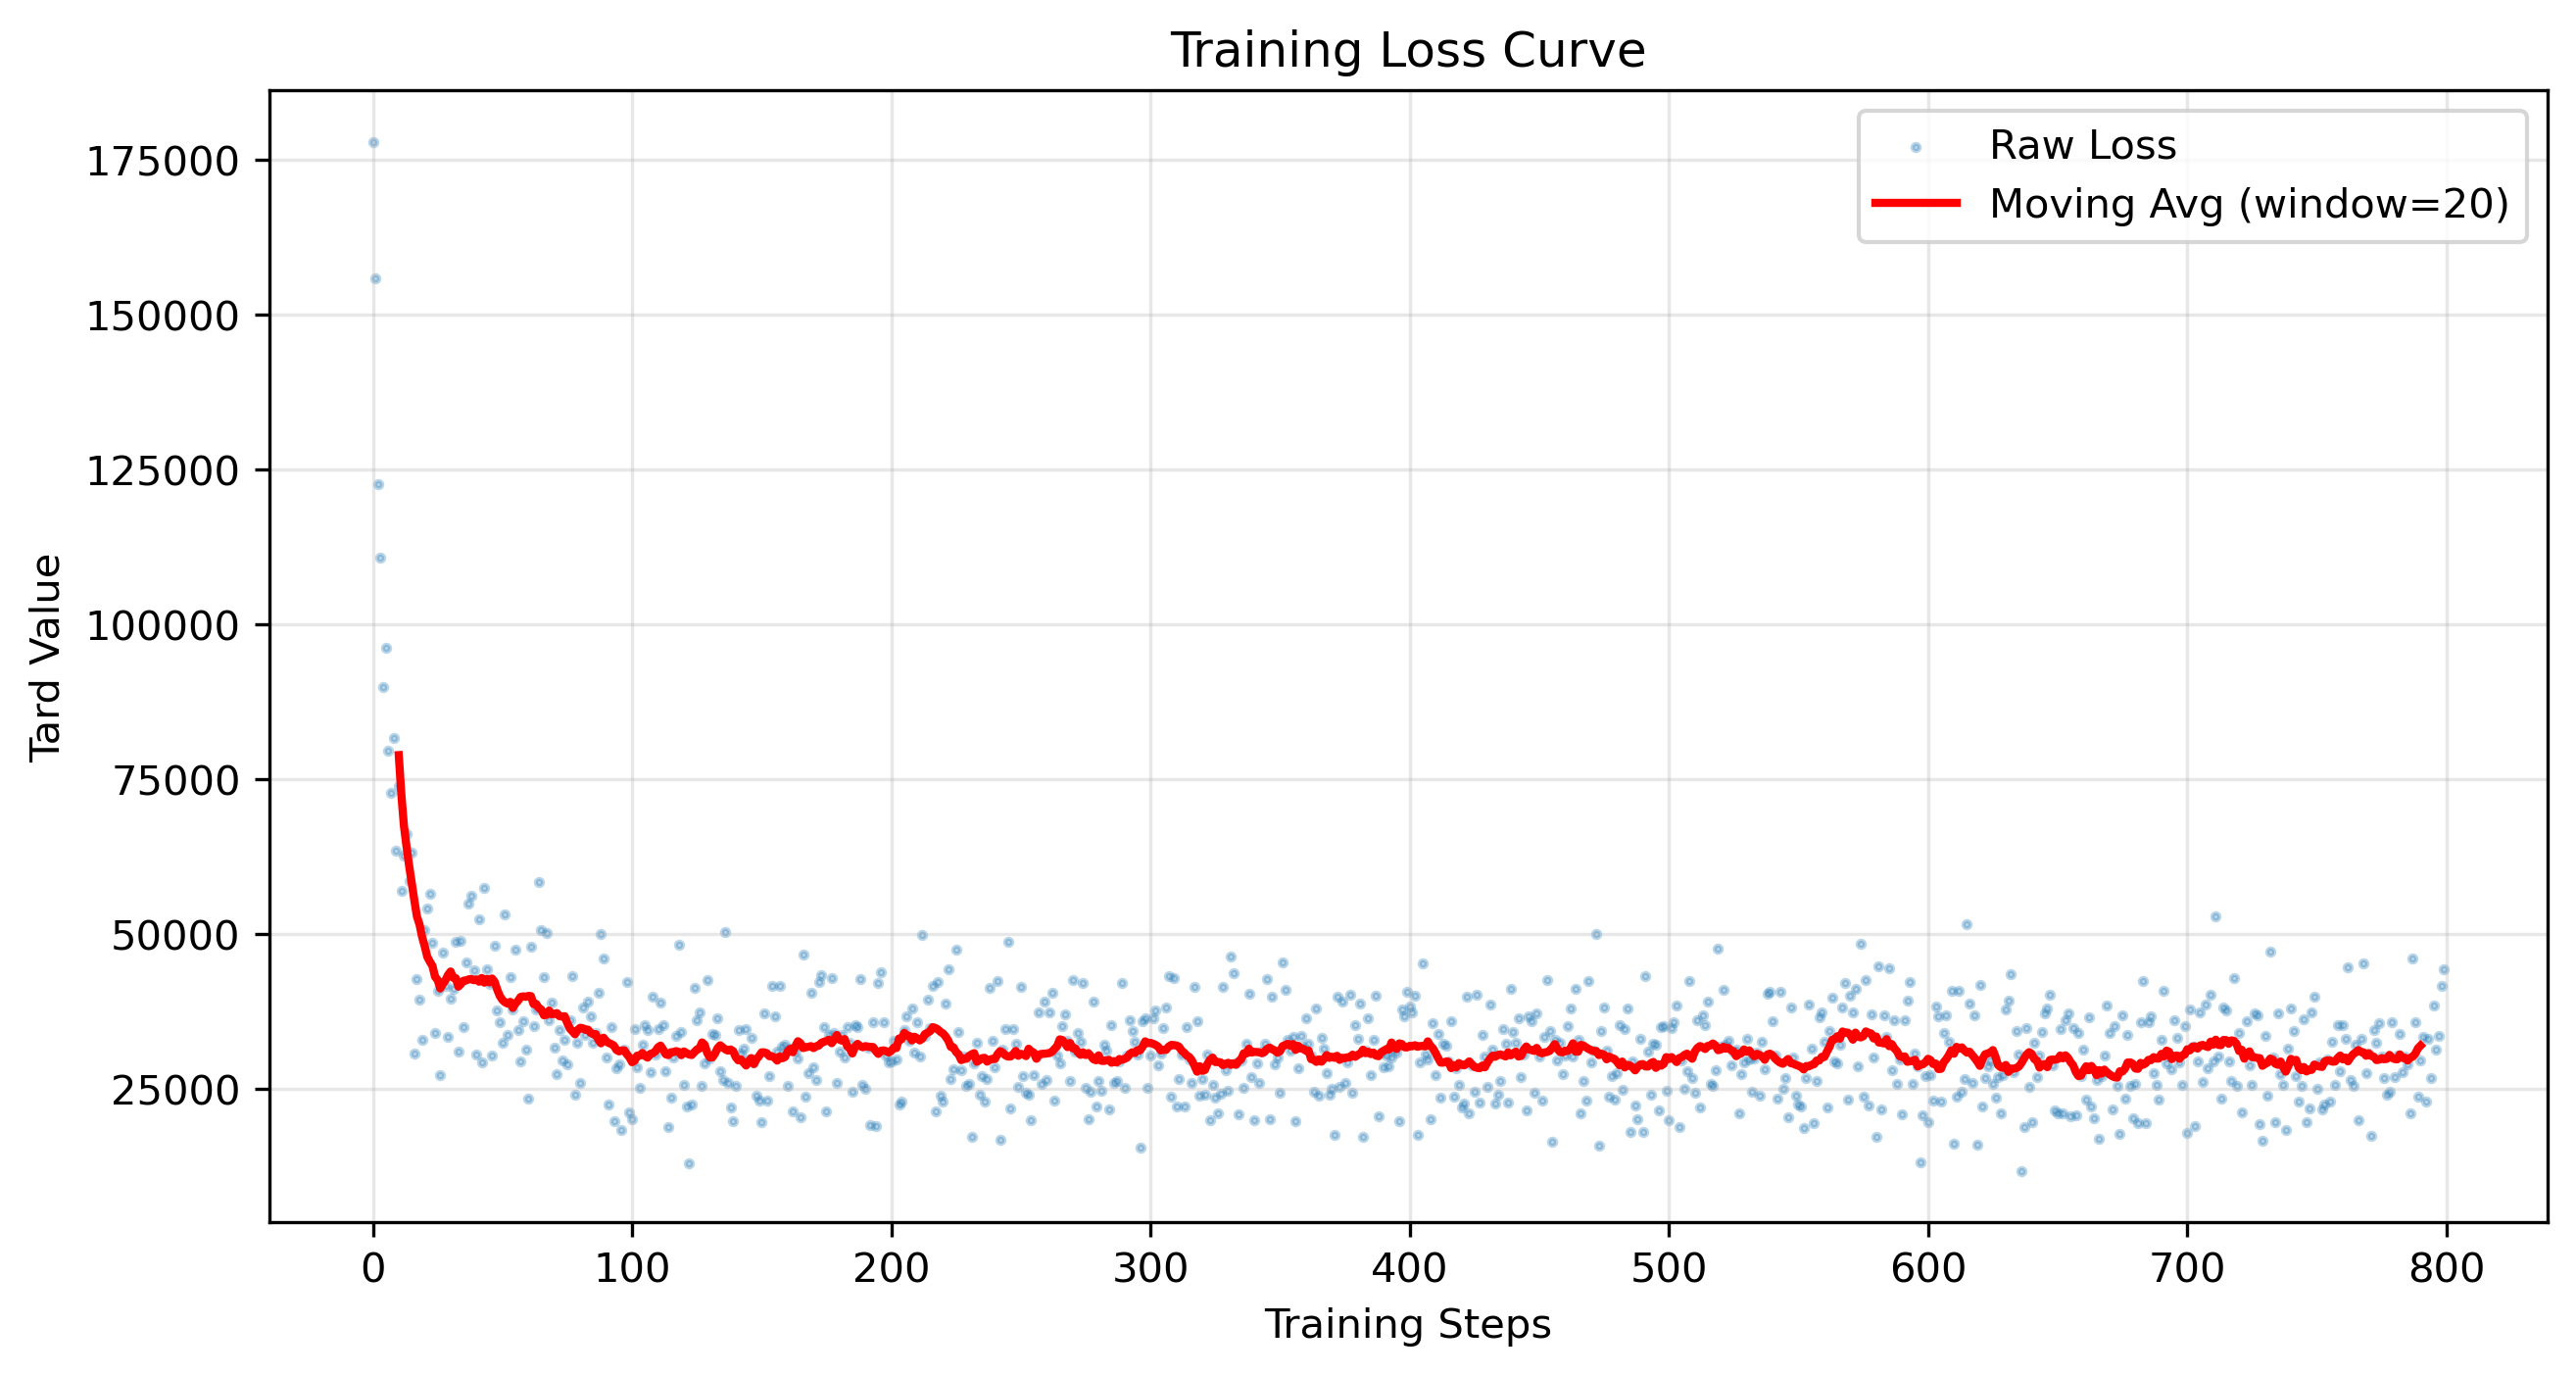 Training Loss Curve
Raw Loss
Moving Avg (window=20)
Tard Value
175000
150000
125000
100000
75000
50000
25000
0 100 200 300 400 500 600 700 800
Training Steps